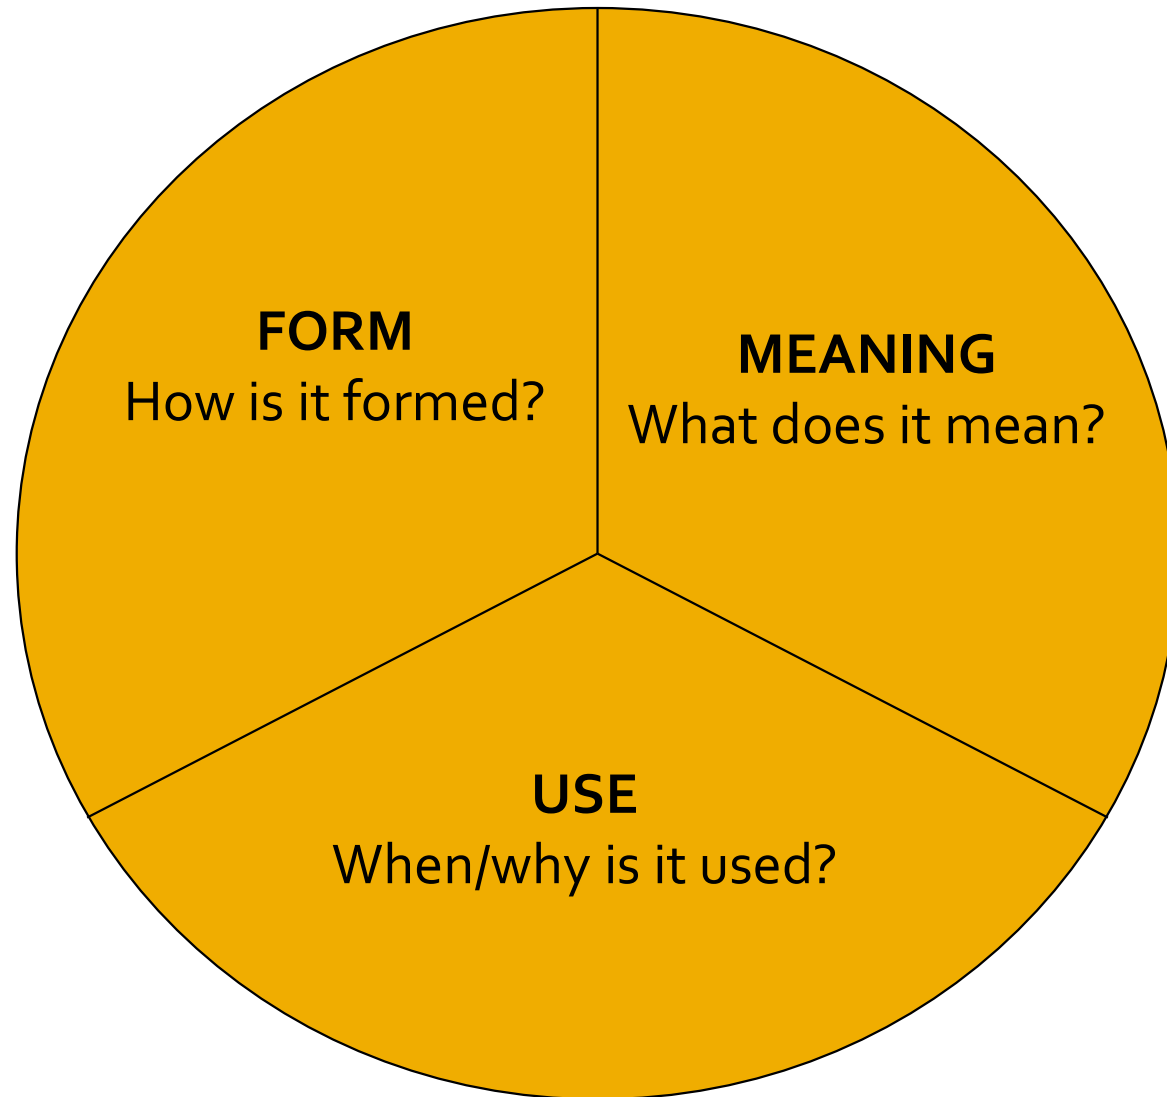 FORM
How is it formed?
MEANING
What does it mean?
USE
When/why is it used?